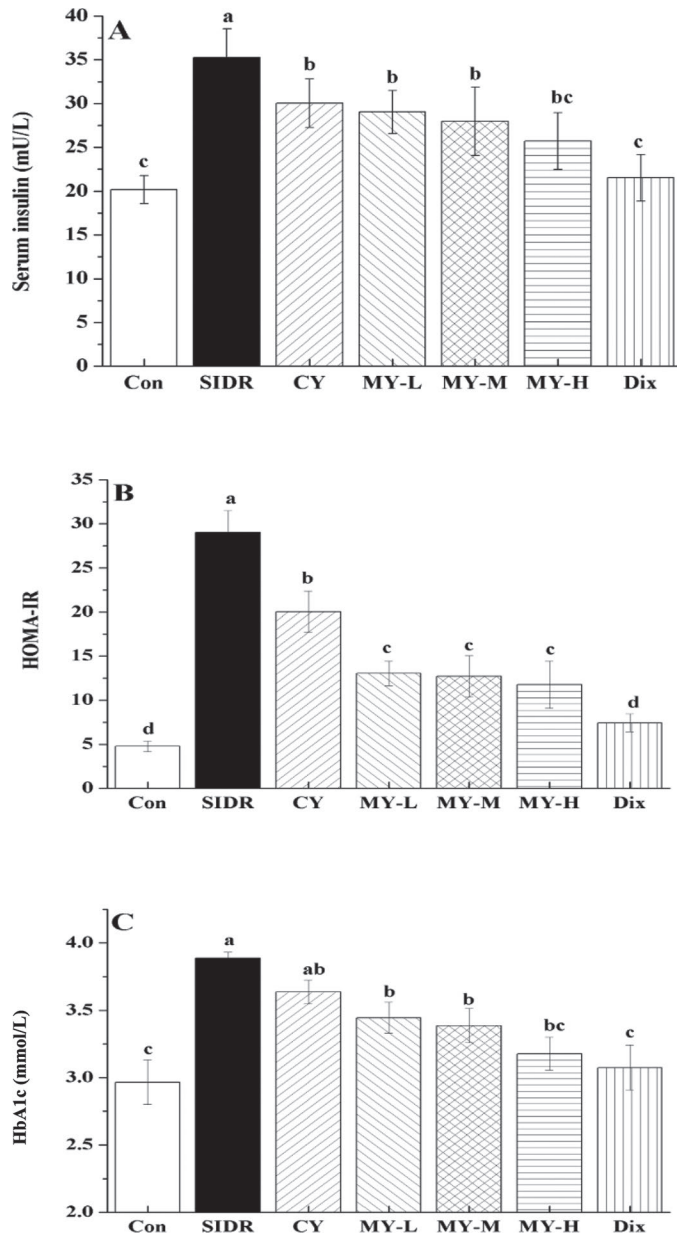 A
Serum insulin (mU/L)
40
35
30
25
20
15
10
5
0
c
a
b
b
b
bc
c
Con SIDR CY MY-L MY-M MY-H Dix
B
HOMA-IR
35
30
25
20
15
10
5
0
d
a
b
c
c
c
d
Con SIDR CY MY-L MY-M MY-H Dix
C
HbA1c (mmol/L)
4.0
3.5
3.0
2.5
2.0
c
a
ab
b
b
bc
c
Con SIDR CY MY-L MY-M MY-H Dix